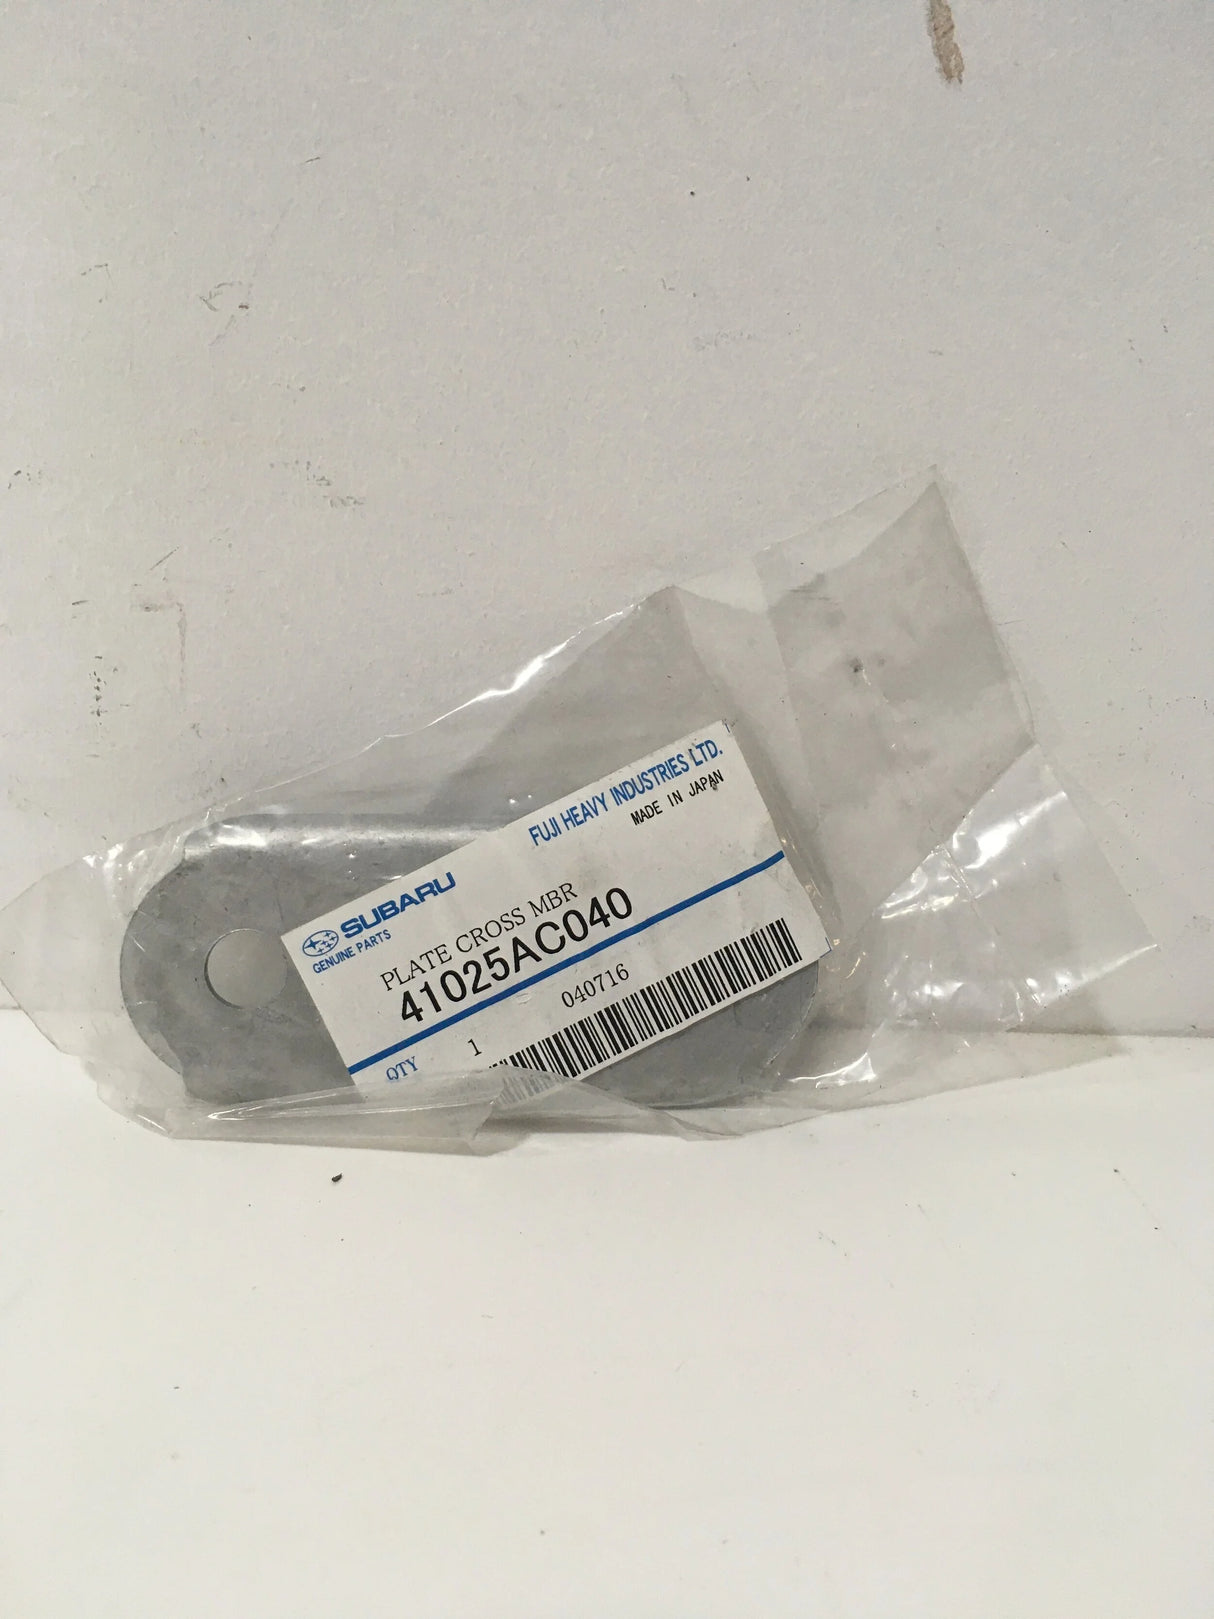 SUBARU
GENUINE PARTS
FUJI HEAVY INDUSTRIES LTD.
MADE IN JAPAN
PLATE CROSS MBR
41025AC040
040716
QTY 1